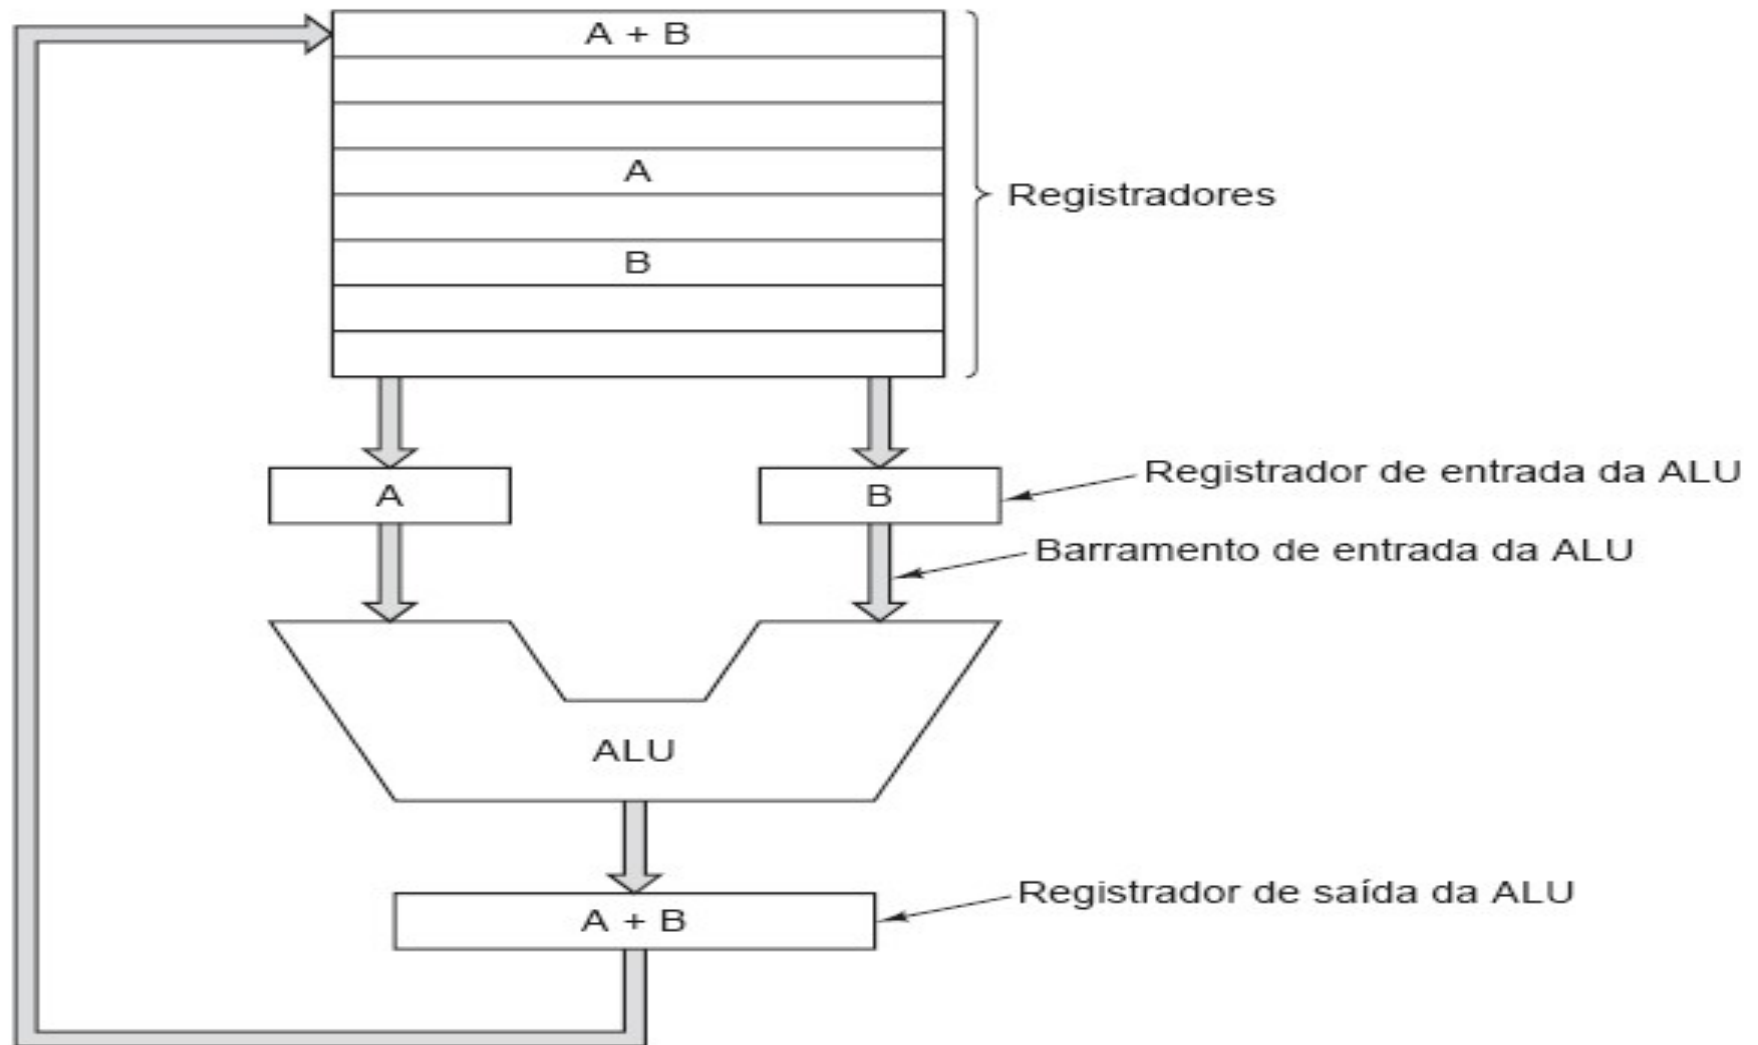 A + B
A
Registradores
B
A
B
Registrador de entrada da ALU
Barramento de entrada da ALU
ALU
Registrador de saída da ALU
A + B